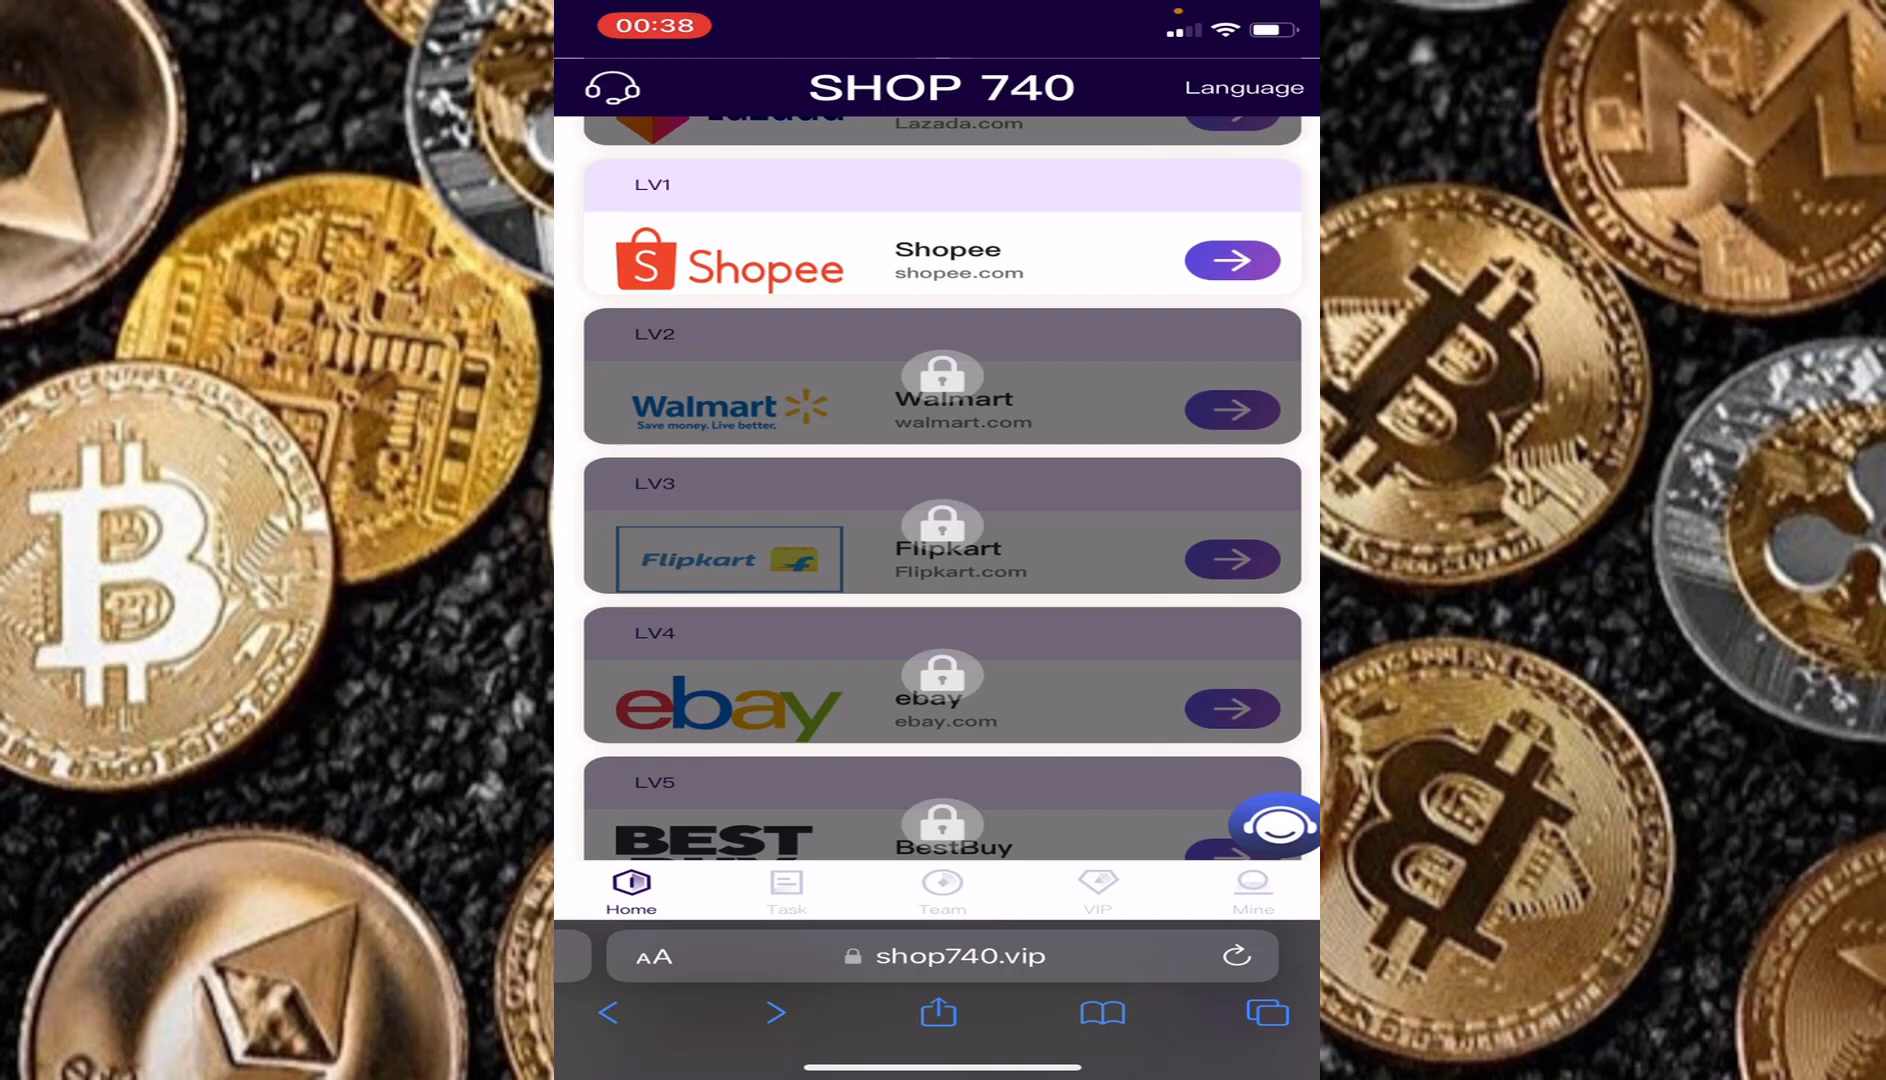 00:38
SHOP 740
Language
Lazada
Lazada.com
LV1
S Shopee
Shopee
shopee.com
LV2
Walmart
Save money. Live better.
Walmart
walmart.com
LV3
Flipkart
Flipkart
Flipkart.com
LV4
ebay
ebay
ebay.com
LV5
BEST
BUY
BestBuy
Home
Task
Team
VIP
Mine
AA
shop740.vip